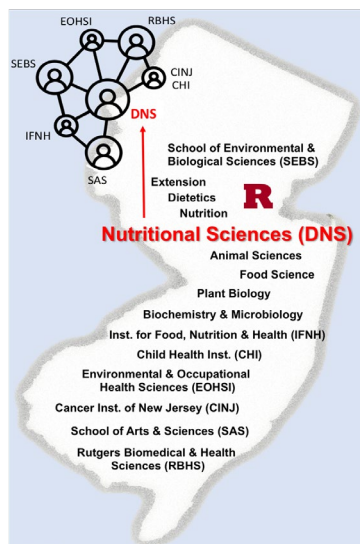 EOHSI
RBHS
SEBS
CINJ
CHI
DNS
IFNH
SAS
School of Environmental &
Biological Sciences (SEBS)
Extension
Dietetics
Nutrition
R
Nutritional Sciences (DNS)
Animal Sciences
Food Science
Plant Biology
Biochemistry & Microbiology
Inst. for Food, Nutrition & Health (IFNH)
Child Health Inst. (CHI)
Environmental & Occupational
Health Sciences (EOHSI)
Cancer Inst. of New Jersey (CINJ)
School of Arts & Sciences (SAS)
Rutgers Biomedical & Health
Sciences (RBHS)